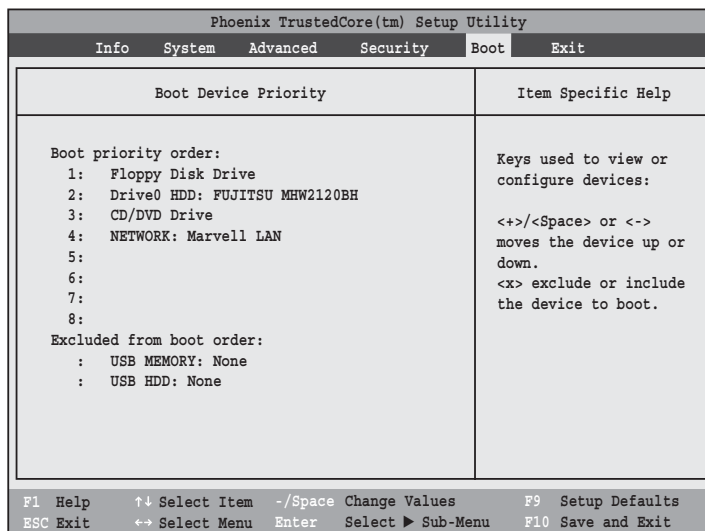 Phoenix TrustedCore(tm) Setup Utility
Info System Advanced Security Boot Exit
Boot Device Priority
Item Specific Help
Boot priority order:
1: Floppy Disk Drive
2: Drive0 HDD: FUJITSU MHW2120BH
3: CD/DVD Drive
4: NETWORK: Marvell LAN
5:
6:
7:
8:
Excluded from boot order:
: USB MEMORY: None
: USB HDD: None
Keys used to view or
configure devices:
<+>/<Space> or <->
moves the device up or
down.
<x> exclude or include
the device to boot.
F1 Help ↑↓ Select Item -/Space Change Values F9 Setup Defaults
ESC Exit ←→ Select Menu Enter Select ▶ Sub-Menu F10 Save and Exit